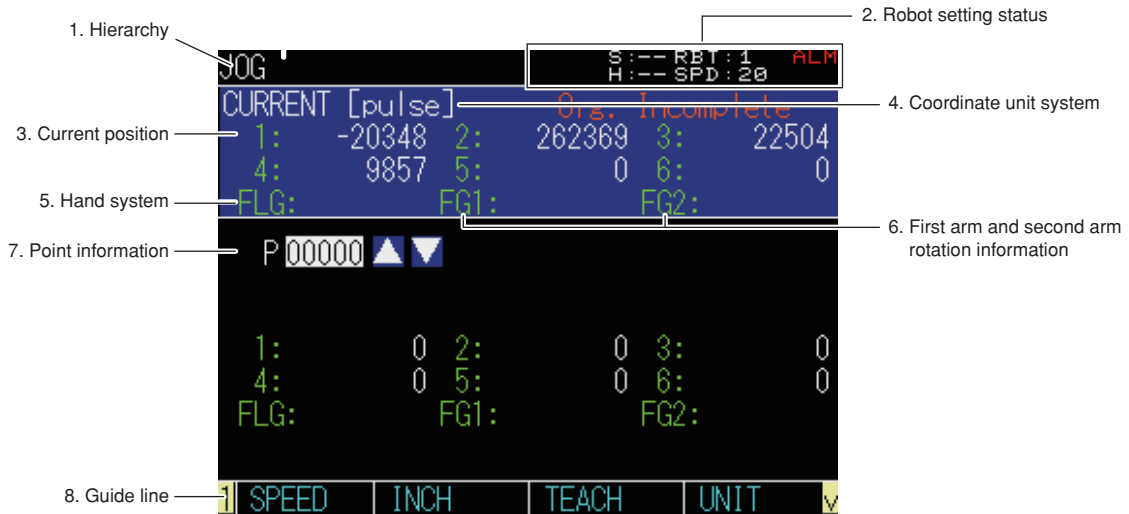 2. Robot setting status
1. Hierarchy
JOG
S:-- RBT:1 ALM
H:-- SPD:20
CURRENT [pulse] Org. Incomplete
4. Coordinate unit system
3. Current position
1: -20348 2: 262369 3: 22504
4: 9857 5: 0 6: 0
5. Hand system
FLG: FG1: FG2:
6. First arm and second arm
rotation information
7. Point information
P 00000
1: 0 2: 0 3: 0
4: 0 5: 0 6: 0
FLG: FG1: FG2:
8. Guide line
1 SPEED INCH TEACH UNIT v